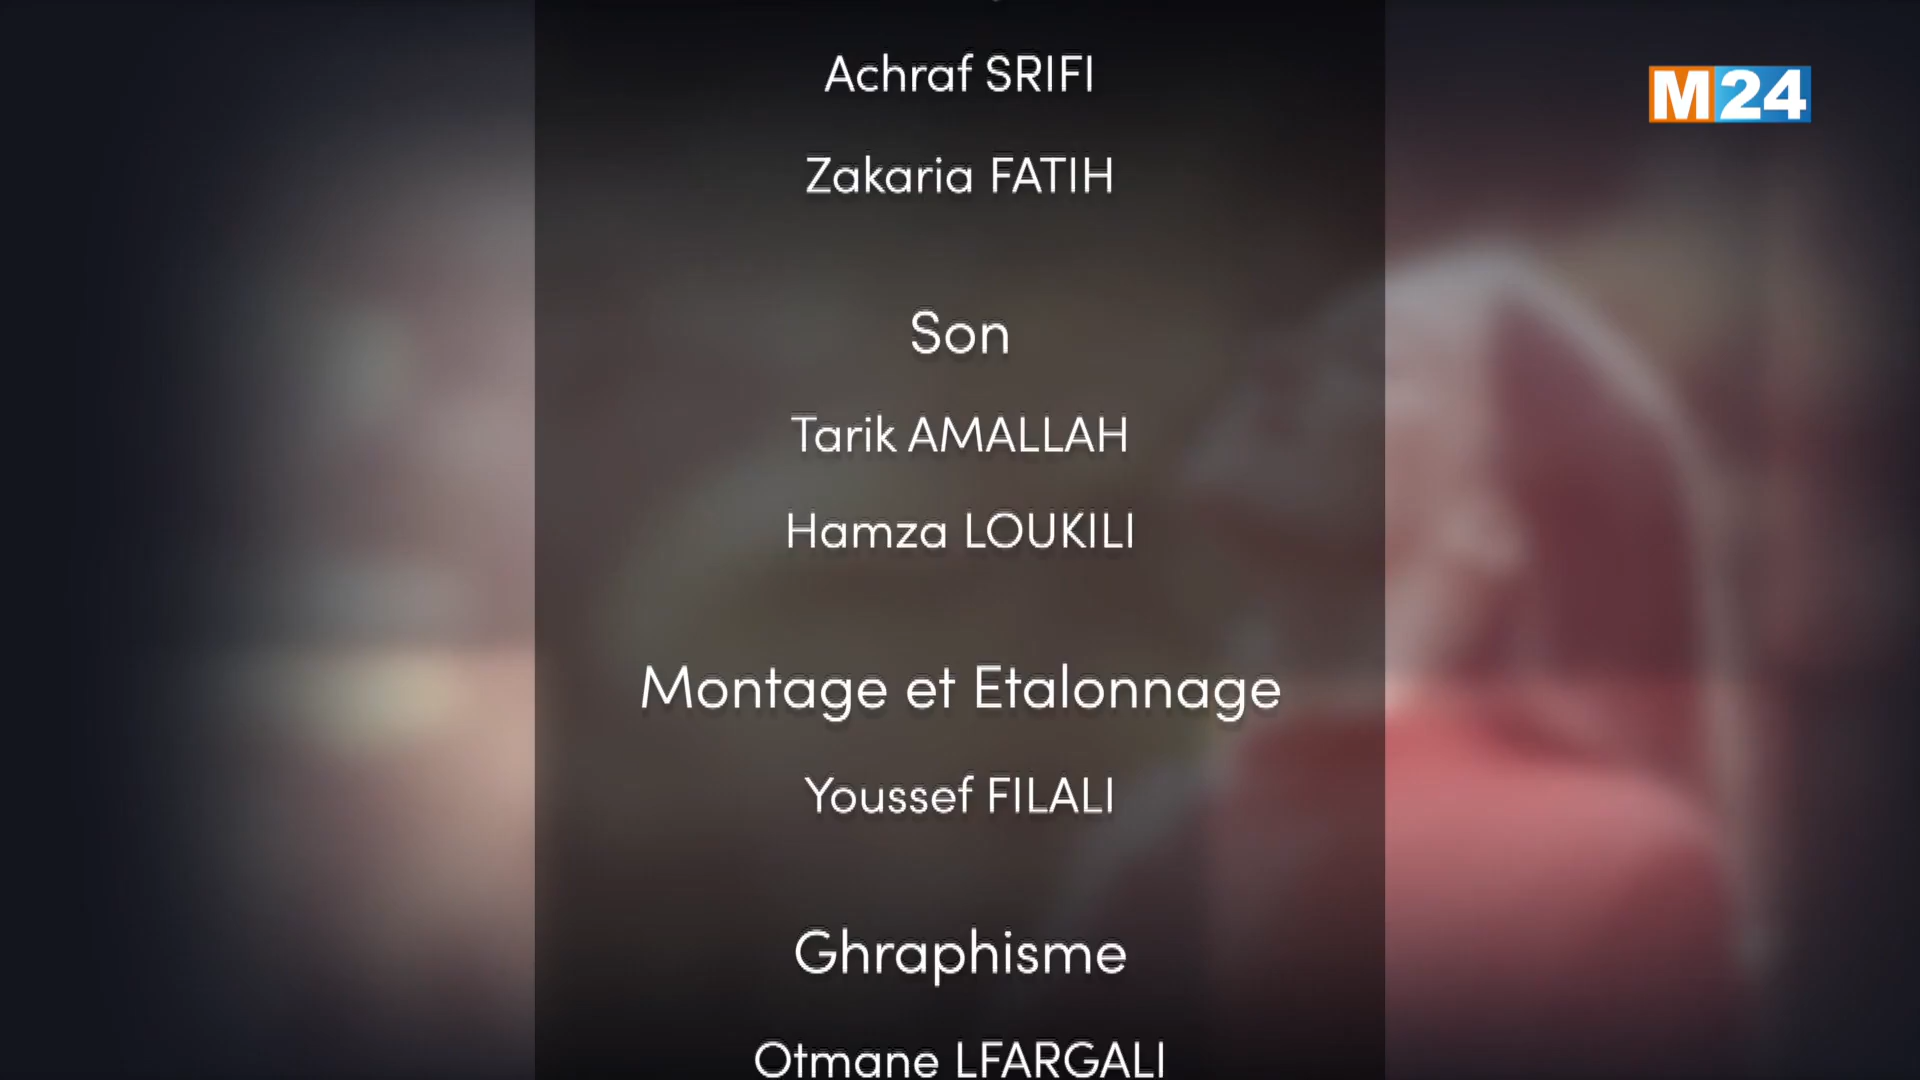 Achraf SRIFI
M24
Zakaria FATIH
Son
Tarik AMALLAH
Hamza LOUKILI
Montage et Etalonnage
Youssef FILALI
Ghraphisme
Otmane LFARGALI